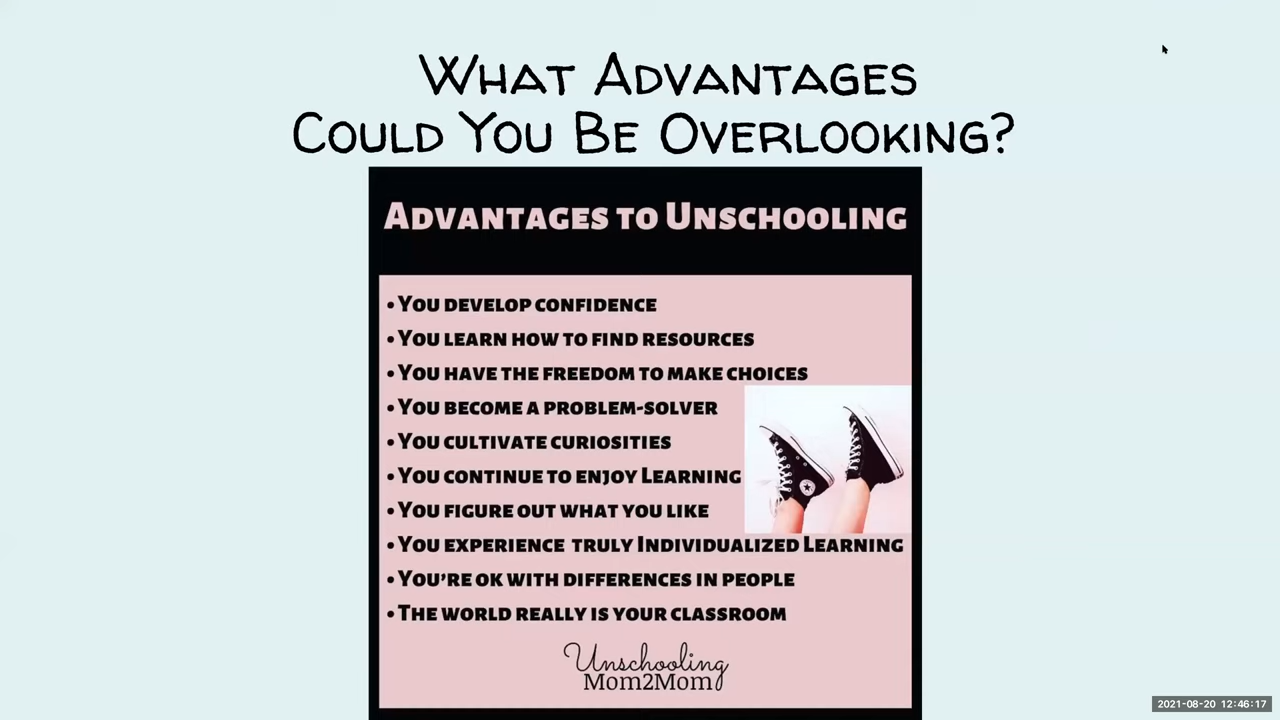 What Advantages
Could You Be Overlooking?
Advantages to Unschooling
• You develop confidence
• You learn how to find resources
• You have the freedom to make choices
• You become a problem-solver
• You cultivate curiosities
• You continue to enjoy Learning
• You figure out what you like
• You experience truly Individualized Learning
• You're ok with differences in people
• The world really is your classroom
Unschooling
Mom2Mom
2021-08-20 12:46:17